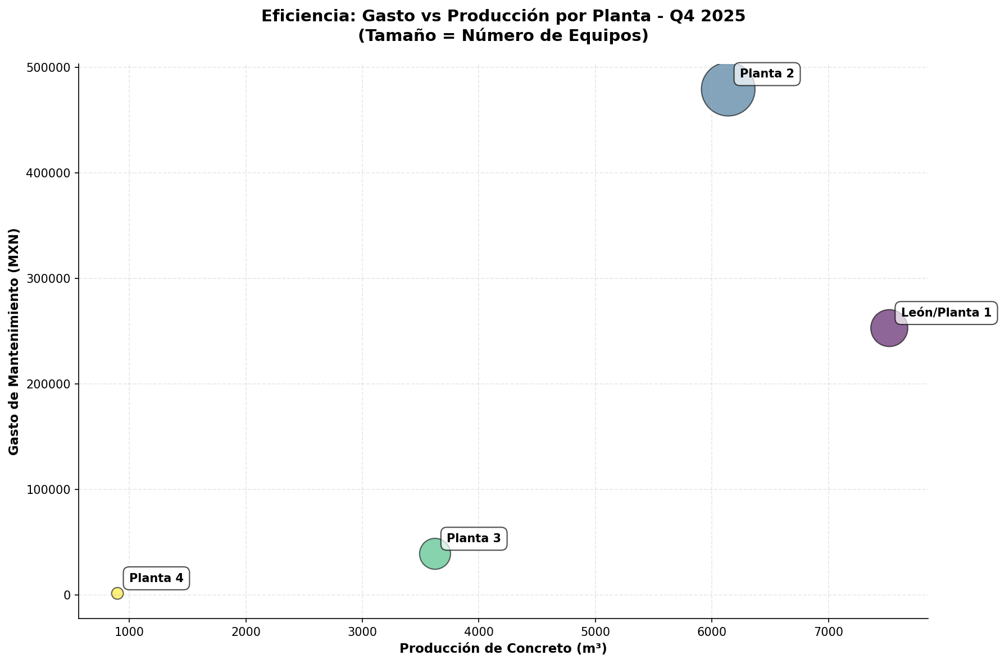 Eficiencia: Gasto vs Producción por Planta - Q4 2025
(Tamaño = Número de Equipos)
Gasto de Mantenimiento (MXN)
500000
400000
300000
200000
100000
0
Planta 2
León/Planta 1
Planta 3
Planta 4
1000 2000 3000 4000 5000 6000 7000
Producción de Concreto (m³)